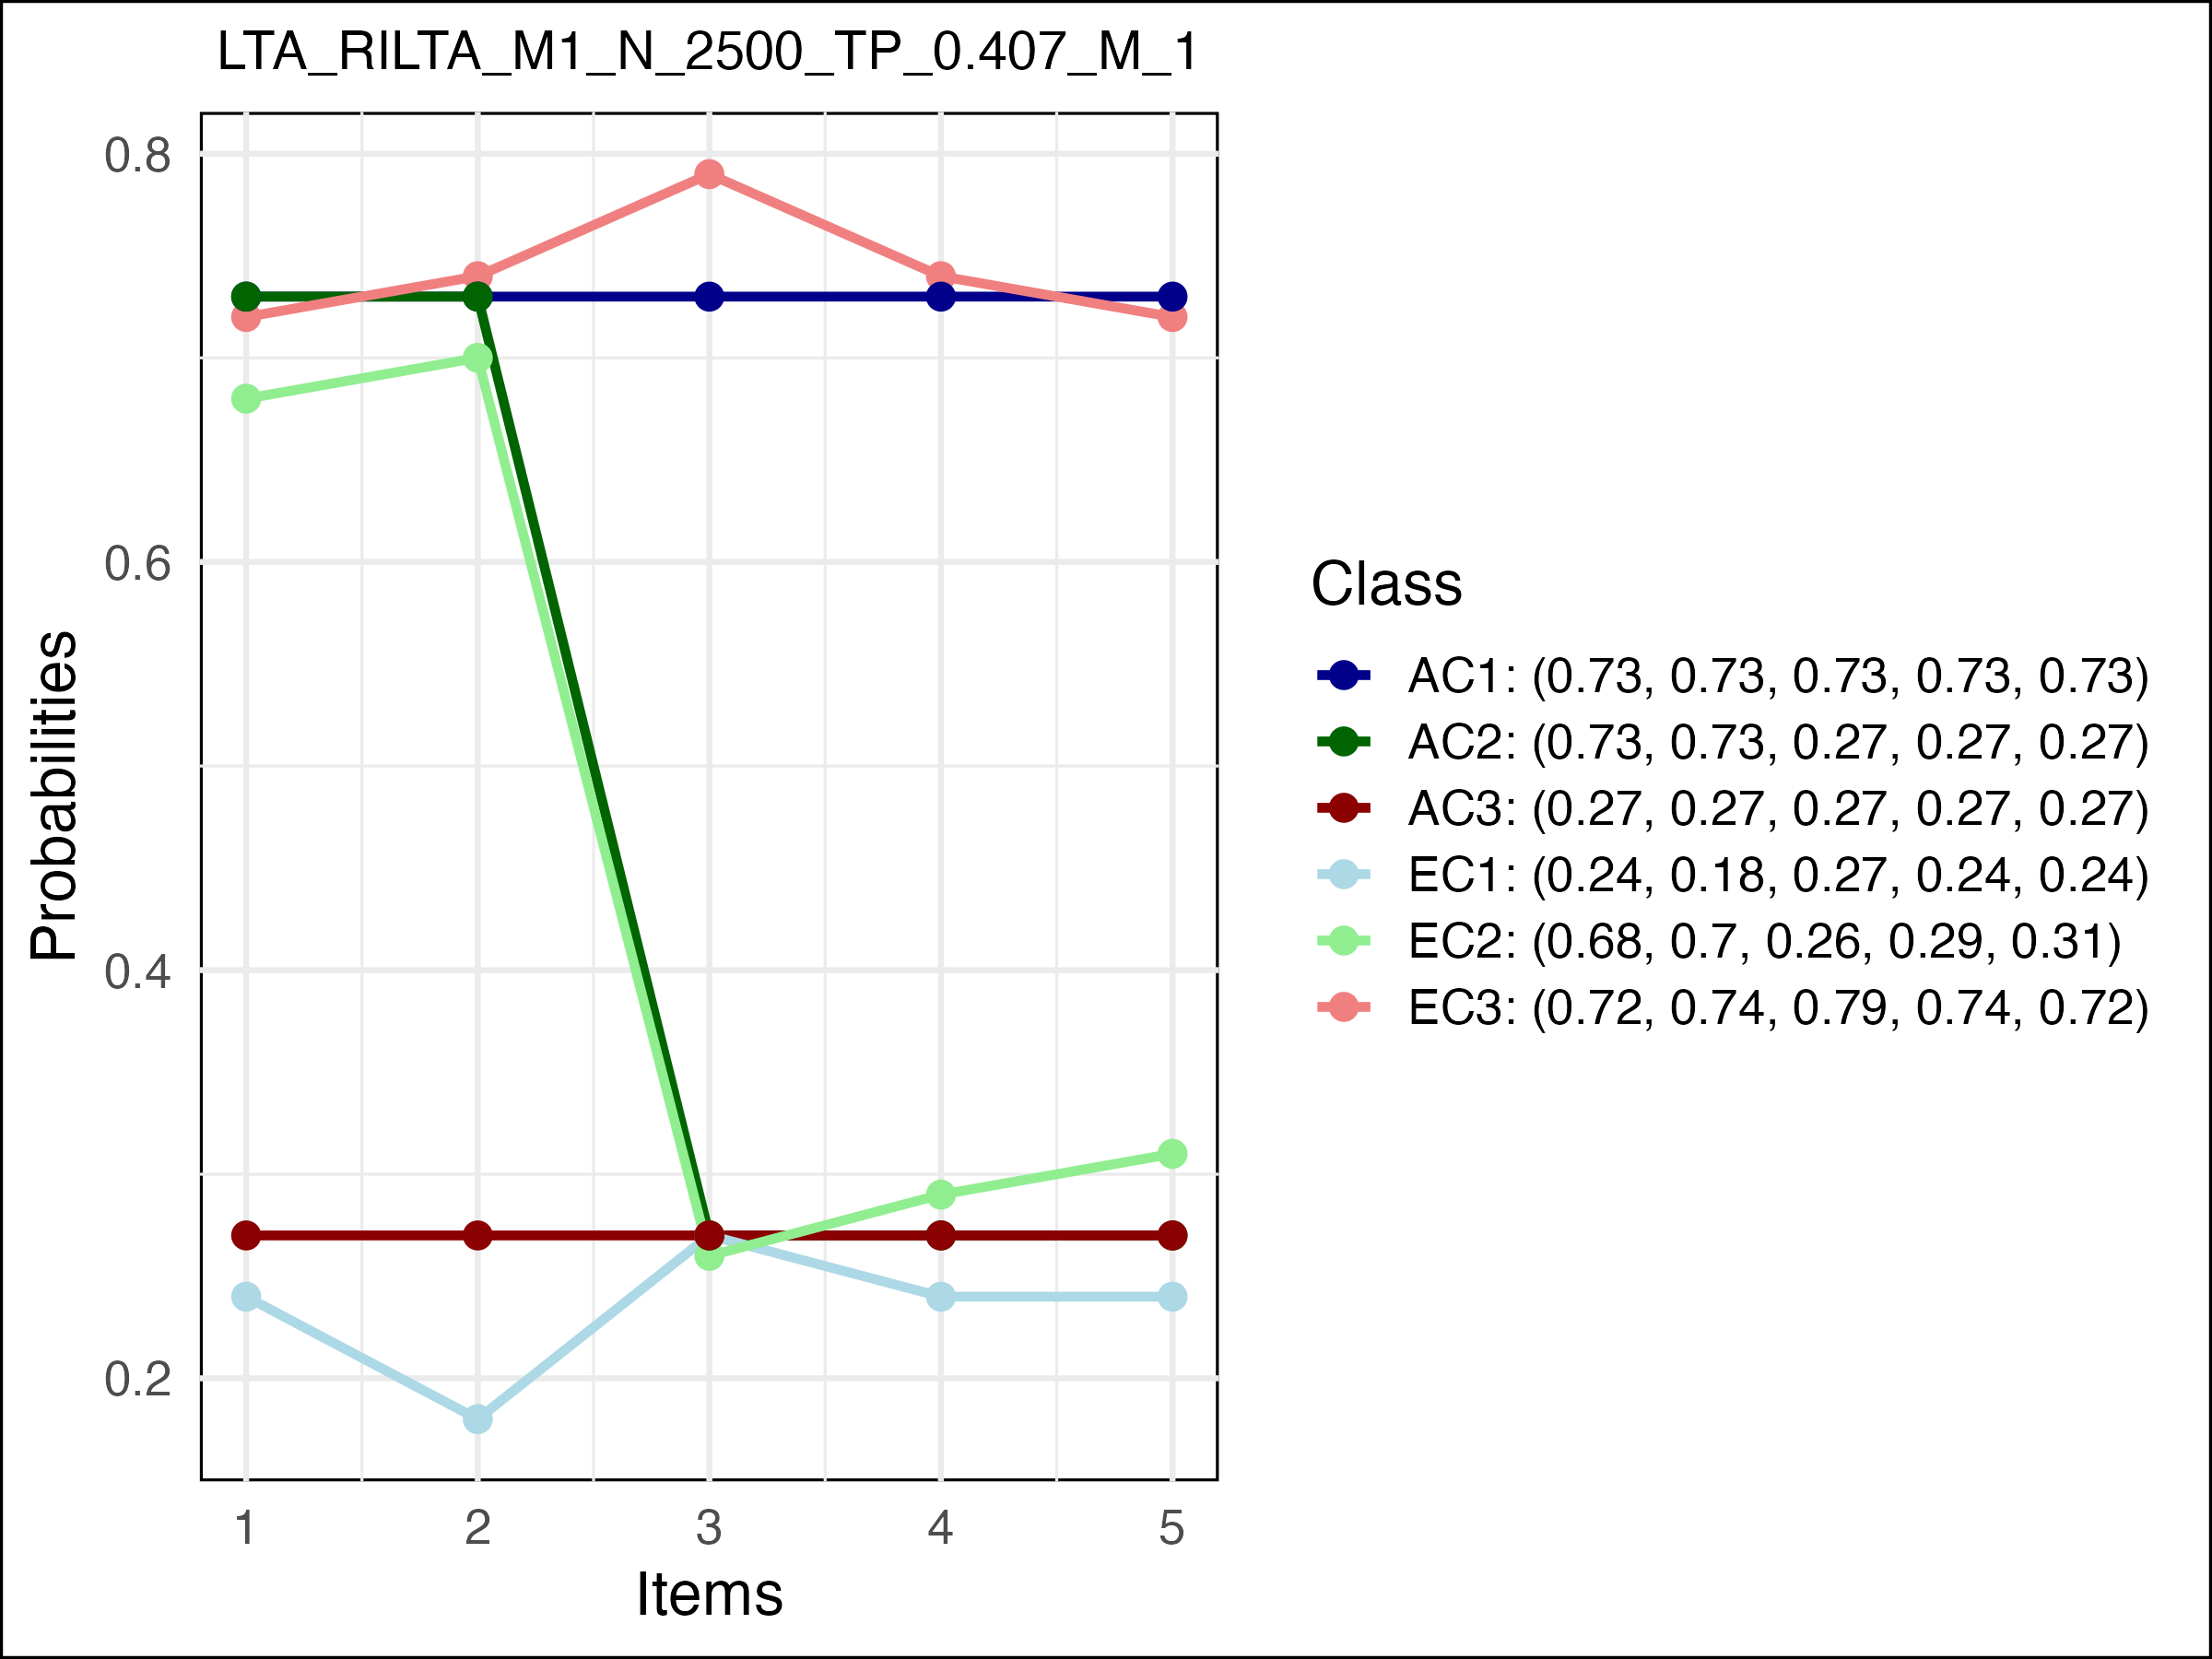 LTA_RILTA_M1_N_2500_TP_0.407_M_1
0.8
0.6
0.4
0.2
Probabilities
1 2 3 4 5
Items
Class
AC1: (0.73, 0.73, 0.73, 0.73, 0.73)
AC2: (0.73, 0.73, 0.27, 0.27, 0.27)
AC3: (0.27, 0.27, 0.27, 0.27, 0.27)
EC1: (0.24, 0.18, 0.27, 0.24, 0.24)
EC2: (0.68, 0.7, 0.26, 0.29, 0.31)
EC3: (0.72, 0.74, 0.79, 0.74, 0.72)